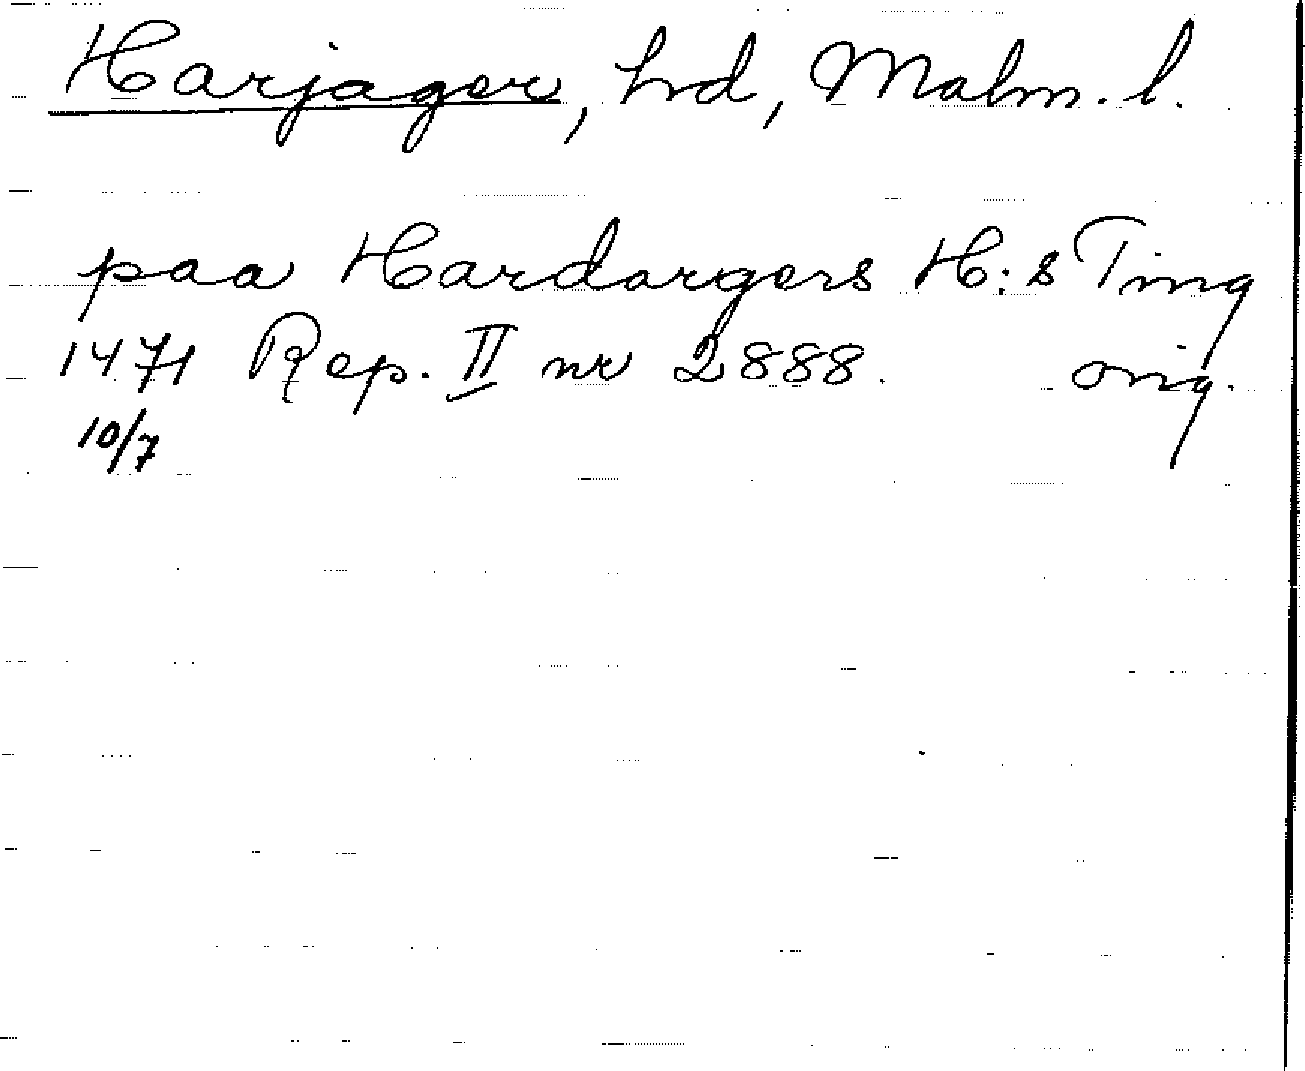 Harjager, hd, Malm. l.
paa Hardargers H:s Ting
1471 Rep. II nr 2888. orig.
10/7